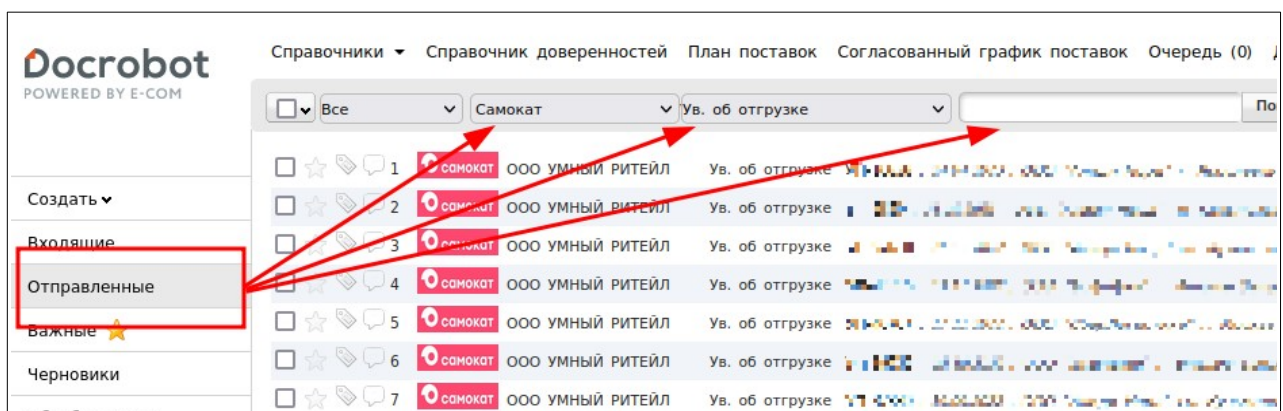 Docrobot
POWERED BY E-COM
Справочники Справочник доверенностей План поставок Согласованный график поставок Очередь (0)
Все Самокат Ув. об отгрузке
Создать
Входящие
Отправленные
Важные
Черновики
1 самокат ООО УМНЫЙ РИТЕЙЛ Ув. об отгрузке
2 самокат ООО УМНЫЙ РИТЕЙЛ Ув. об отгрузке
3 самокат ООО УМНЫЙ РИТЕЙЛ Ув. об отгрузке
4 самокат ООО УМНЫЙ РИТЕЙЛ Ув. об отгрузке
5 самокат ООО УМНЫЙ РИТЕЙЛ Ув. об отгрузке
6 самокат ООО УМНЫЙ РИТЕЙЛ Ув. об отгрузке
7 самокат ООО УМНЫЙ РИТЕЙЛ Ув. об отгрузке